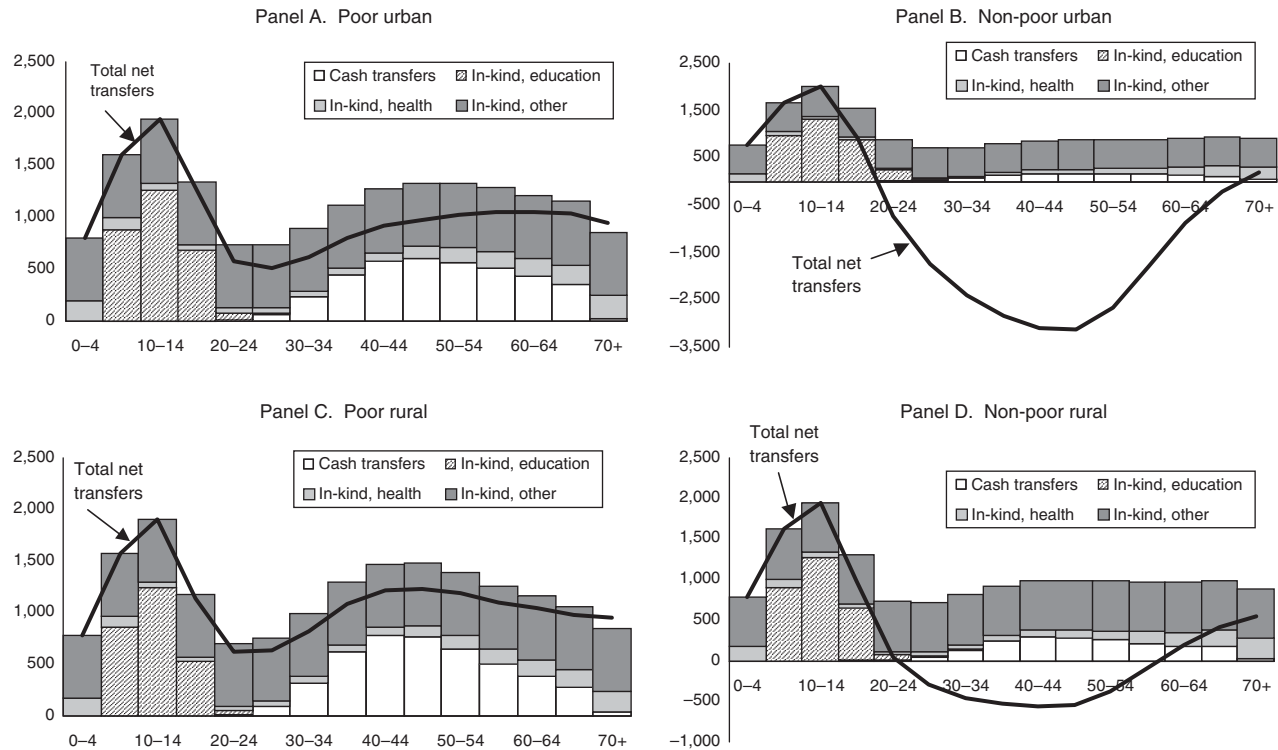 Panel A. Poor urban
2,500
2,000
1,500
1,000
500
0
Total net
transfers
Cash transfers
In-kind, education
In-kind, health
In-kind, other
0–4
10–14
20–24
30–34
40–44
50–54
60–64
70+
Panel B. Non-poor urban
2,500
1,500
500
–500
–1,500
–2,500
–3,500
Cash transfers
In-kind, education
In-kind, health
In-kind, other
0–4
10–14
20–24
30–34
40–44
50–54
60–64
70+
Total net
transfers
Panel C. Poor rural
2,500
2,000
1,500
1,000
500
0
Total net
transfers
Cash transfers
In-kind, education
In-kind, health
In-kind, other
0–4
10–14
20–24
30–34
40–44
50–54
60–64
70+
Panel D. Non-poor rural
Total net
transfers
2,500
2,000
1,500
1,000
500
0
–500
–1,000
Cash transfers
In-kind, education
In-kind, health
In-kind, other
0–4
10–14
20–24
30–34
40–44
50–54
60–64
70+